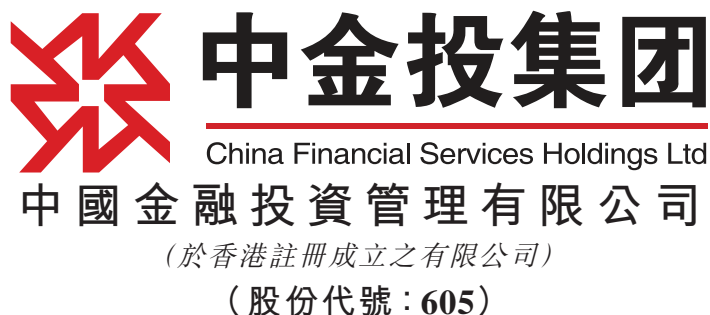 中金投集团
China Financial Services Holdings Ltd
中國金融投資管理有限公司
(於香港註冊成立之有限公司)
（股份代號：605）